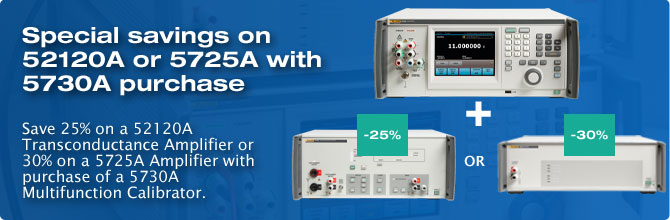 Special savings on
52120A or 5725A with
5730A purchase
Save 25% on a 52120A
Transconductance Amplifier or
30% on a 5725A Amplifier with
purchase of a 5730A
Multifunction Calibrator.
11.000000
+
-25%
OR
-30%